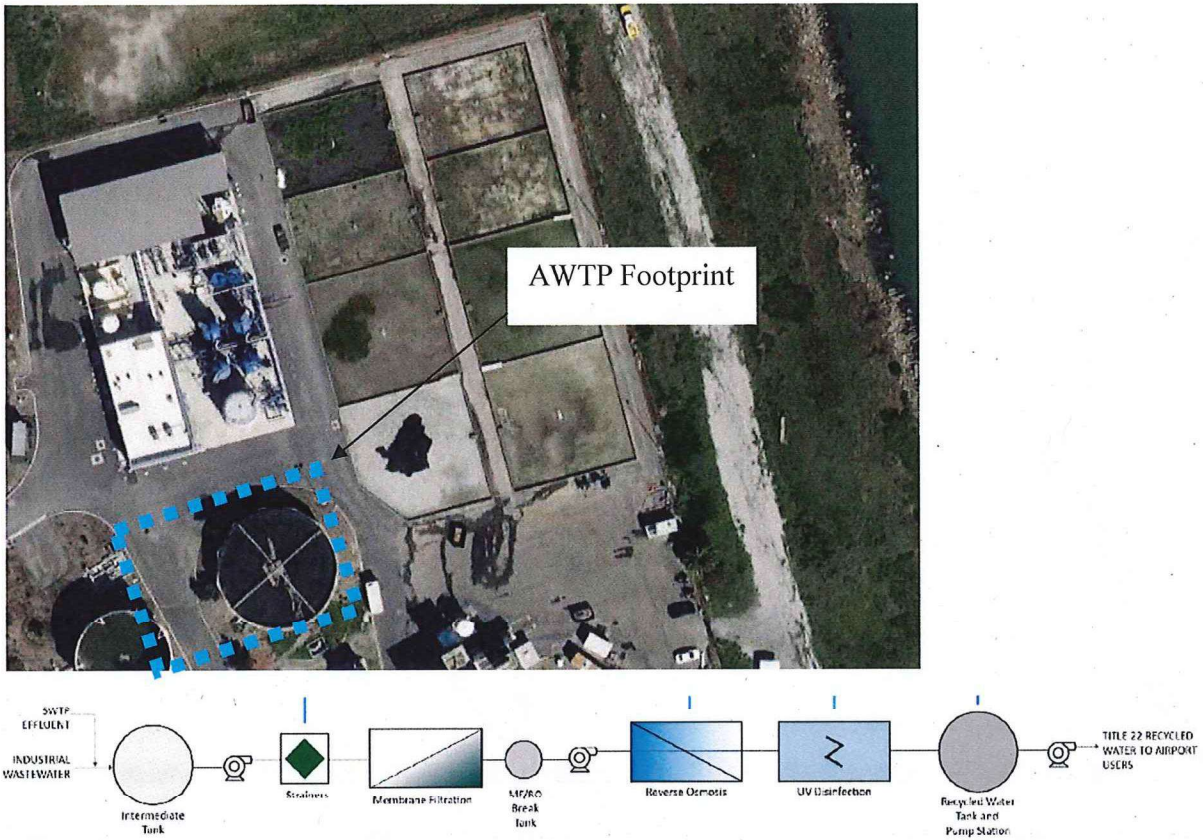 AWTP Footprint
SWTP
EFFLUENT
INDUSTRIAL
WASTEWATER
Intermediate
Tank
Strainers
Membrane Filtration
MF/RO
Break
Tank
Reverse Osmosis
UV Disinfection
Recycled Water
Tank and
Pump Station
TITLE 22 RECYCLED
WATER TO AIRPORT
USERS